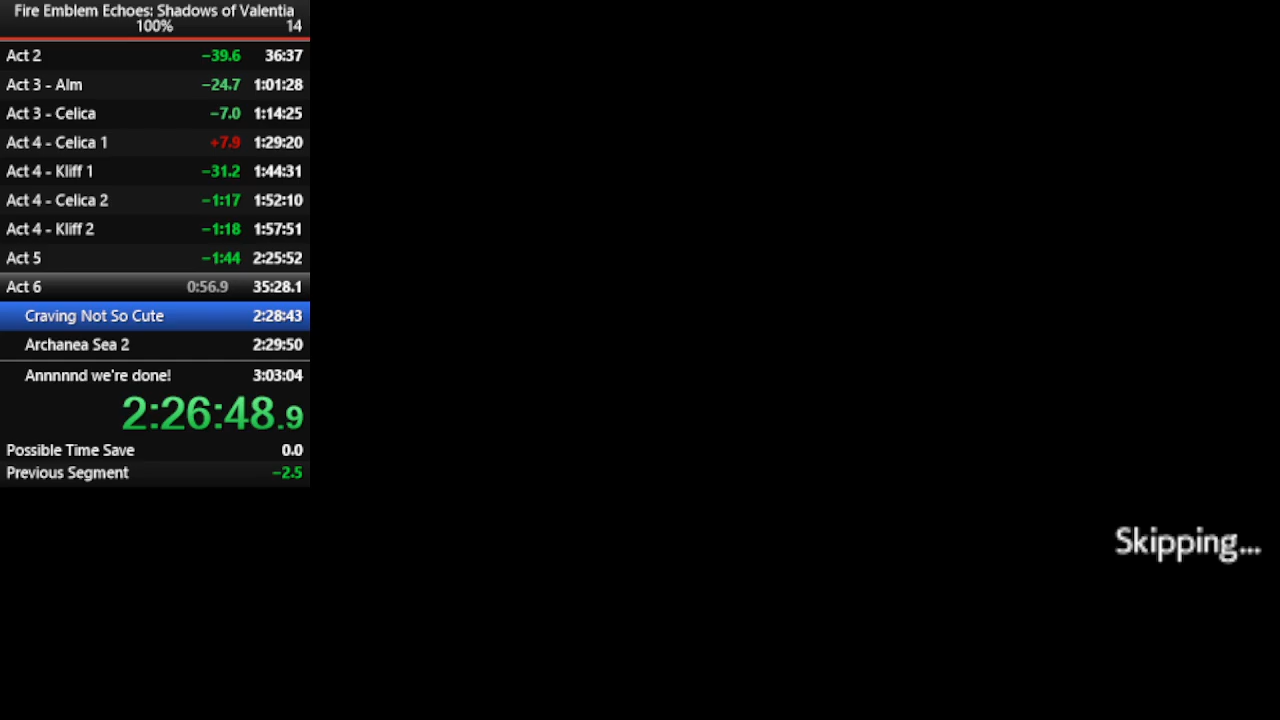 Fire Emblem Echoes: Shadows of Valentia
100% 14
Act 2 −39.6 36:37
Act 3 - Alm −24.7 1:01:28
Act 3 - Celica −7.0 1:14:25
Act 4 - Celica 1 +7.9 1:29:20
Act 4 - Kliff 1 −31.2 1:44:31
Act 4 - Celica 2 −1:17 1:52:10
Act 4 - Kliff 2 −1:18 1:57:51
Act 5 −1:44 2:25:52
Act 6 0:56.9 35:28.1
Craving Not So Cute 2:28:43
Archanea Sea 2 2:29:50
Annnnnd we're done! 3:03:04
2:26:48.9
Possible Time Save 0.0
Previous Segment −2.5
Skipping...